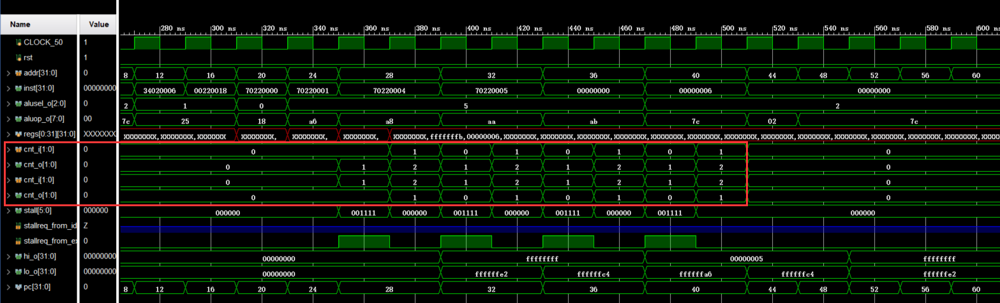 Name Value
280 ns 300 ns 320 ns 340 ns 360 ns 380 ns 400 ns 420 ns 440 ns 460 ns 480 ns 500 ns 520 ns 540 ns 560 ns 580 ns 600 ns
CLOCK_50 1
rst 1
addr[31:0] 0 8 12 16 20 24 28 32 36 40 44 48 52 56 60
inst[31:0] 00000000 34020006 00220018 70220000 70220001 70220004 70220005 00000000 00000006 00000000
alusel_o[2:0] 0 2 1 0 5 2
aluop_o[7:0] 00 7c 25 18 a6 a8 aa ab 7c 02 7c
regs[0:31][31:0] XXXXXXX XXXXXXXX,XXXXXXXX,XXXXXXX XXXXXXXX, XXXXXXXX, XXXXXXXX, XXXXXXXX,fffffffb,00000006,XXXXXXXX,XXXXXXXX,XXXXXXXX,XXXXXXXX,XXXXXXXX,XXXXXXXX,XXXXXXXX,XXXXXXXX,XXXXXXXX,XXXXXXXX,XXXXX
cnt_i[1:0] 0 0 1 0 1 0 1 0 1 0
cnt_o[1:0] 0 0 1 2 1 2 1 2 1 2 0
cnt_i[1:0] 0 0 1 2 1 2 1 2 1 2 0
cnt_o[1:0] 0 0 1 0 1 0 1 0 1 0
stall[5:0] 000000 000000 001111 000000 001111 000000 001111 000000 001111 000000
stallreq_from_id Z
stallreq_from_ex 0
hi_o[31:0] 00000000 00000000 ffffffff 00000005 ffffffff
lo_o[31:0] 00000000 00000000 ffffffe2 ffffffc4 ffffffa6 ffffffc4 ffffffe2
pc[31:0] 0 8 12 16 20 24 28 32 36 40 44 48 52 56 60